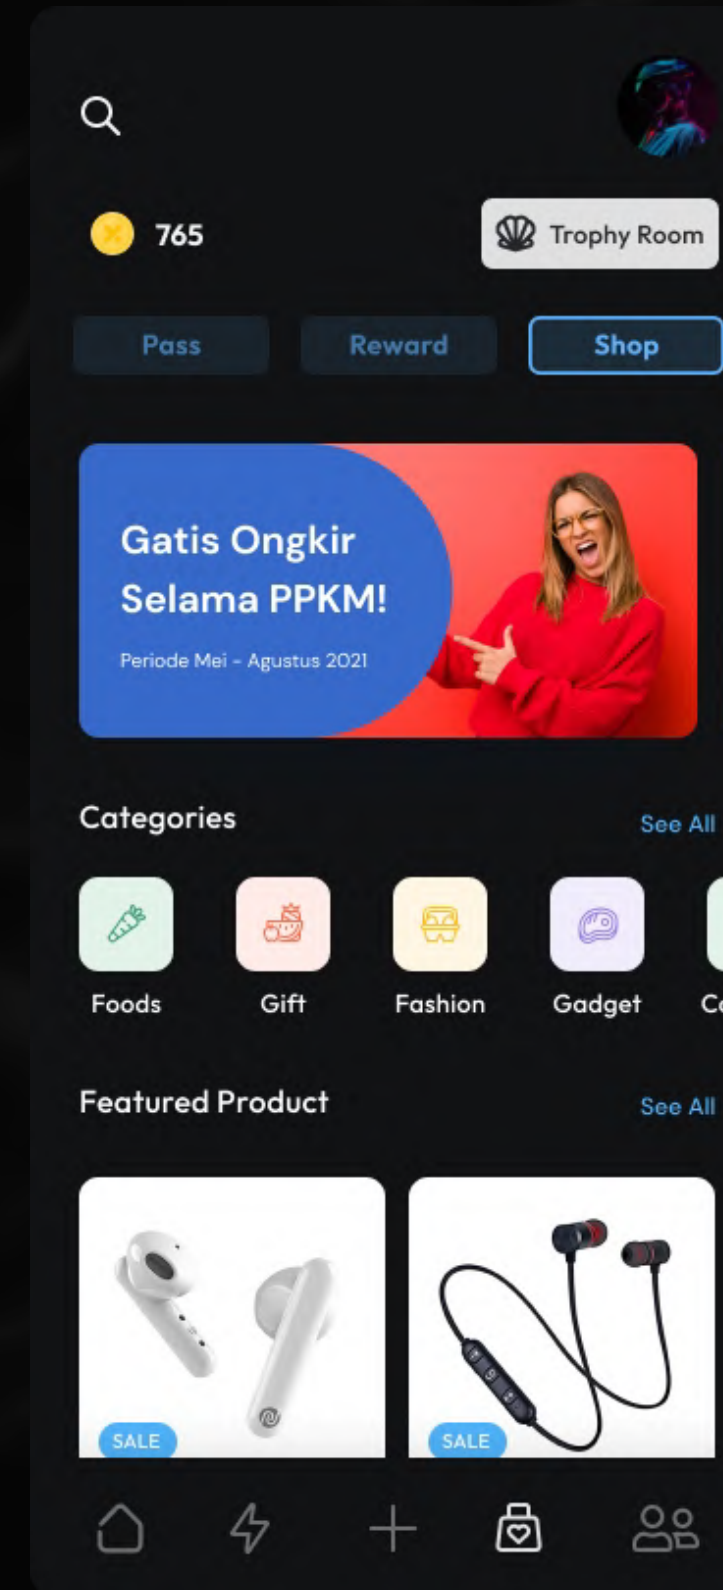 765
Trophy Room
Pass
Reward
Shop
Gatis Ongkir
Selama PPKM!
Periode Mei - Agustus 2021
Categories
See All
Foods
Gift
Fashion
Gadget
Featured Product
See All
SALE
SALE